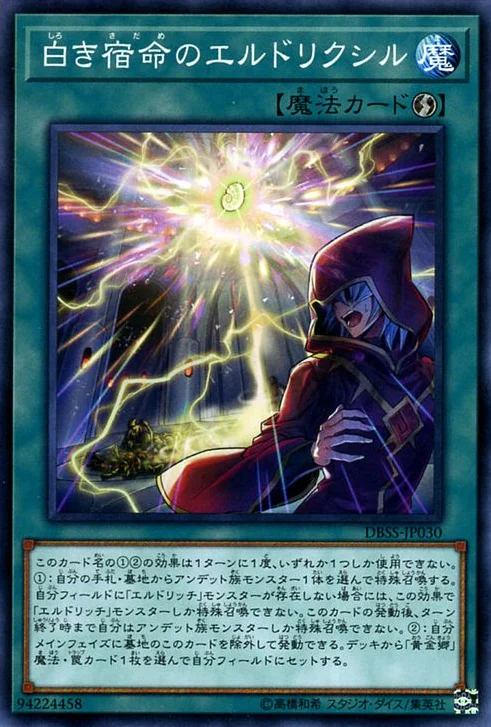 白き宿命のエルドリクシル 魔
【魔法カード】
DBSS-JP030
このカード名の①②の効果は1ターンに1度、いずれか1つしか使用できない。
①:自分の手札・墓地からアンデット族モンスター1体を選んで特殊召喚する。
自分フィールドに「エルドリッチ」モンスターが存在しない場合には、この効果で
「エルドリッチ」モンスターしか特殊召喚できない。このカードの発動後、ターン
終了時まで自分はアンデット族モンスターしか特殊召喚できない。②:自分
メインフェイズに墓地のこのカードを除外して発動できる。デッキから「黄金郷」
魔法・罠カード1枚を選んで自分フィールドにセットする。
94224458 ©高橋和希 スタジオ・ダイス/集英社